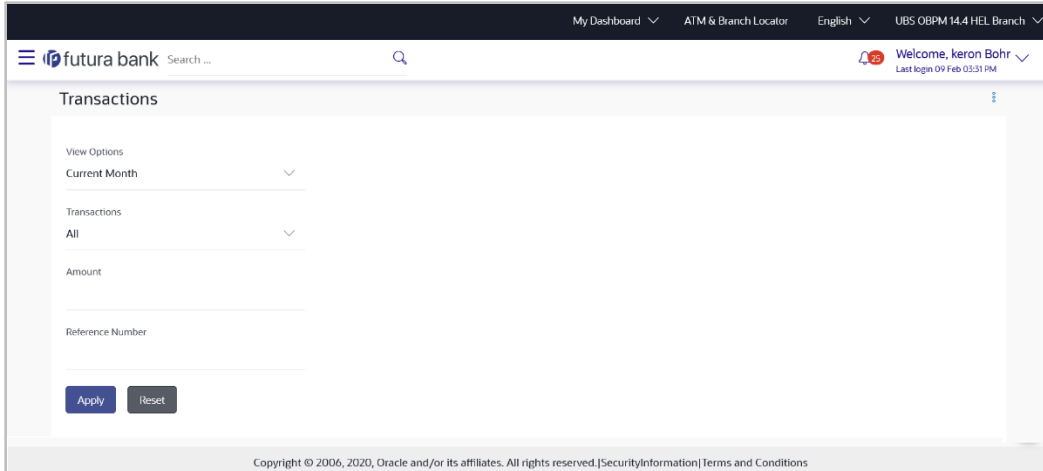 My Dashboard ATM & Branch Locator English UBS OBPM 14.4 HEL Branch
futura bank Search ... 25 Welcome, keron Bohr
Last login 09 Feb 03:31 PM
Transactions
View Options
Current Month
Transactions
All
Amount
Reference Number
Apply Reset
Copyright © 2006, 2020, Oracle and/or its affiliates. All rights reserved.|SecurityInformation|Terms and Conditions